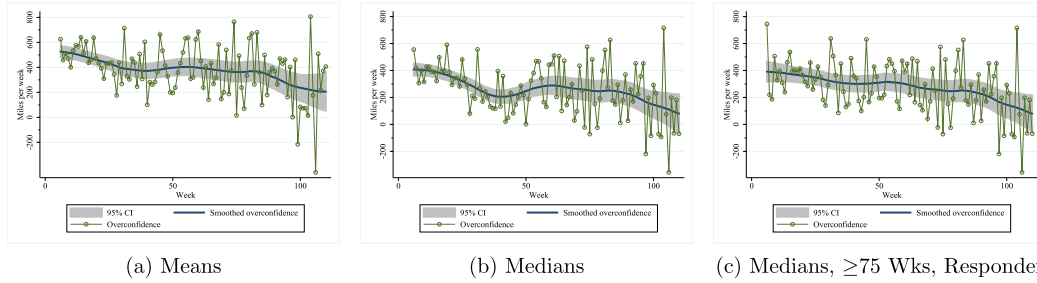 Miles per week
800
600
400
200
0
-200
0
50
100
Week
95% CI
Smoothed overconfidence
Overconfidence
(a) Means
Miles per week
800
600
400
200
0
-200
0
50
100
Week
95% CI
Smoothed overconfidence
Overconfidence
(b) Medians
Miles per week
800
600
400
200
0
-200
0
50
100
Week
95% CI
Smoothed overconfidence
Overconfidence
(c) Medians, ≥75 Wks, Responder